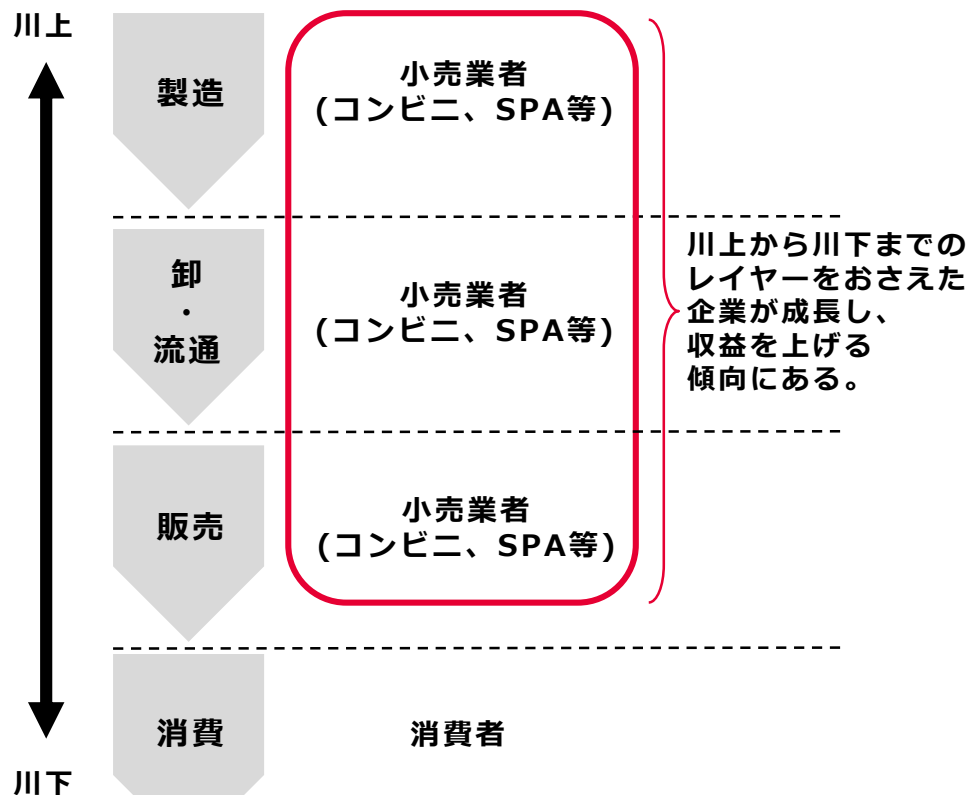 川上
製造
小売業者
(コンビニ、SPA等)
卸
・
流通
小売業者
(コンビニ、SPA等)
川上から川下までの
レイヤーをおさえた
企業が成長し、
収益を上げる
傾向にある。
販売
小売業者
(コンビニ、SPA等)
消費
消費者
川下